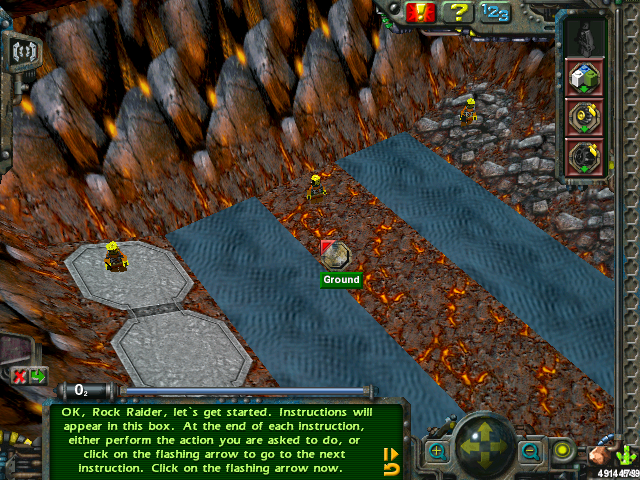 123
Ground
O2
OK, Rock Raider, let`s get started. Instructions will
appear in this box. At the end of each instruction,
either perform the action you are asked to do, or
click on the flashing arrow to go to the next
instruction. Click on the flashing arrow now.